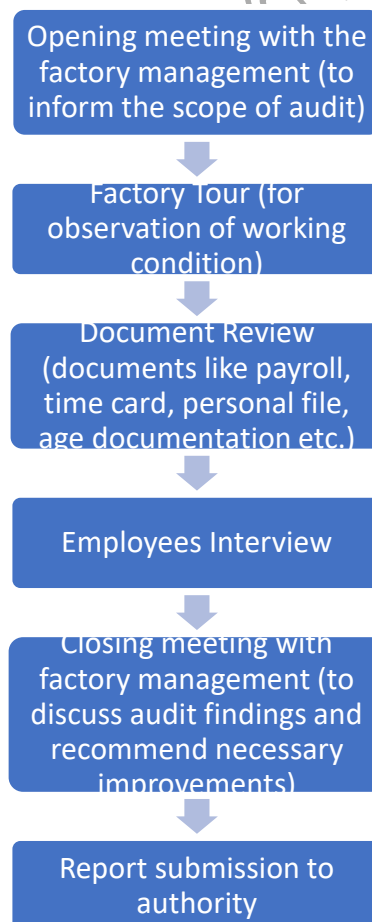 Opening meeting with the
factory management (to
inform the scope of audit)
Factory Tour (for
observation of working
condition)
Document Review
(documents like payroll,
time card, personal file,
age documentation etc.)
Employees Interview
Closing meeting with
factory management (to
discuss audit findings and
recommend necessary
improvements)
Report submission to
authority